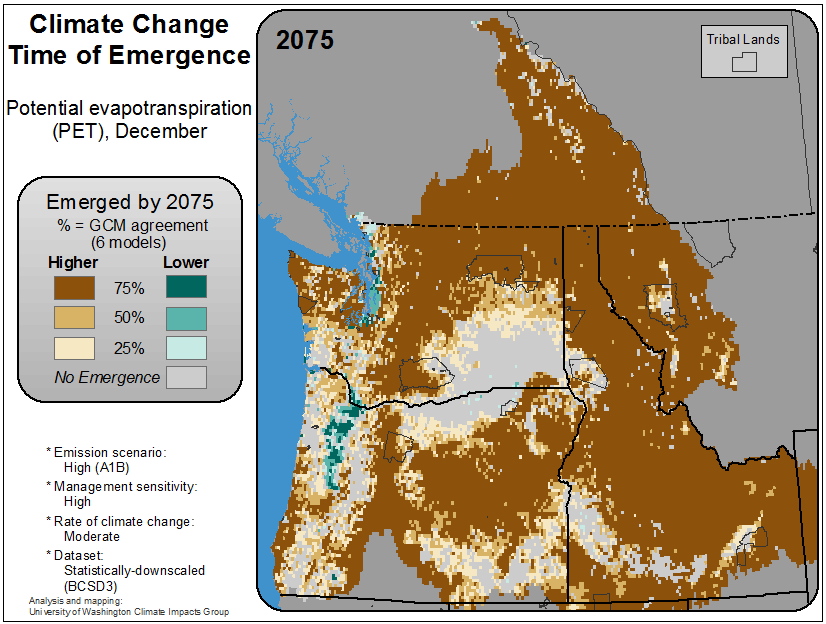 Climate Change
Time of Emergence
Potential evapotranspiration
(PET), December
Emerged by 2075
% = GCM agreement
(6 models)
Higher Lower
75%
50%
25%
No Emergence
* Emission scenario:
High (A1B)
* Management sensitivity:
High
* Rate of climate change:
Moderate
* Dataset:
Statistically-downscaled
(BCSD3)
Analysis and mapping:
University of Washington Climate Impacts Group
2075
Tribal Lands